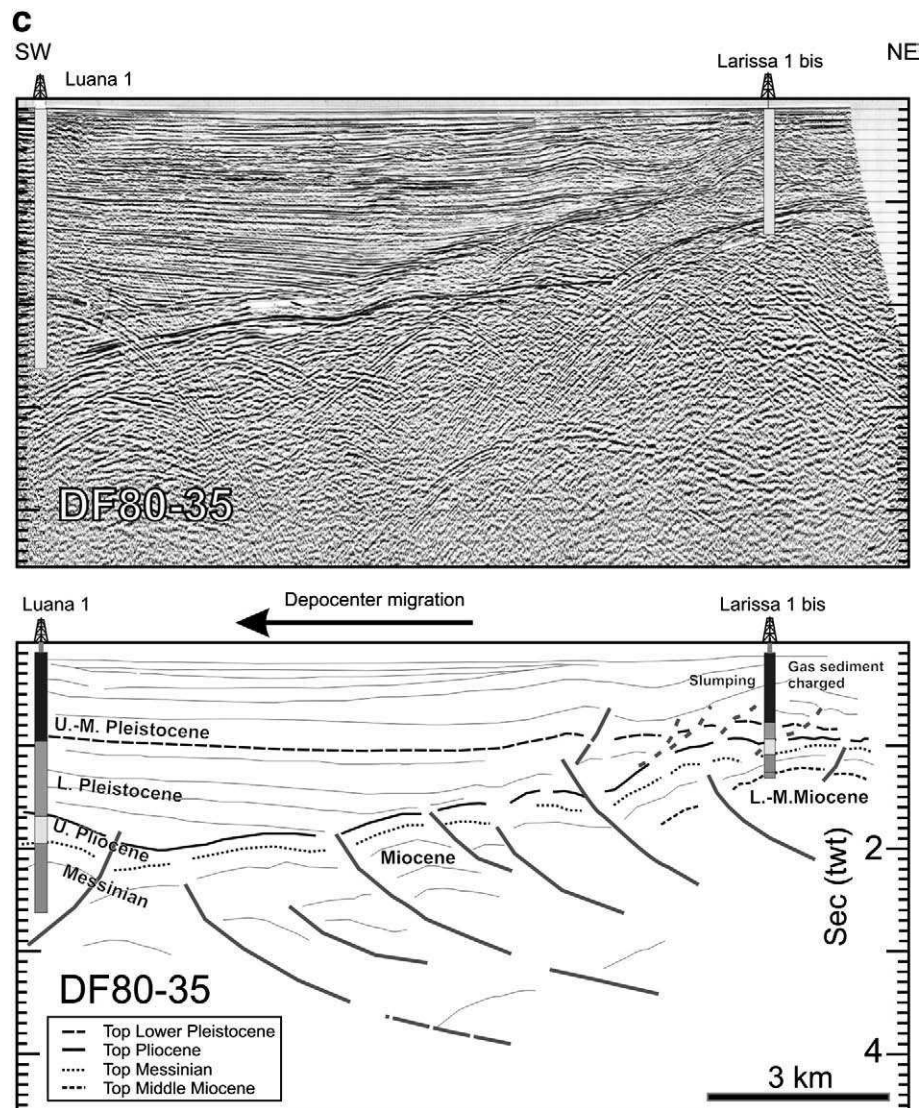 c
SW
NE
Luana 1
Larissa 1 bis
DF80-35
Luana 1
Depocenter migration
Larissa 1 bis
Slumping
Gas sediment
charged
U.-M. Pleistocene
L. Pleistocene
U. Pliocene
Miocene
L.-M.Miocene
Messinian
2
Sec (twt)
DF80-35
Top Lower Pleistocene
Top Pliocene
Top Messinian
Top Middle Miocene
4
3 km